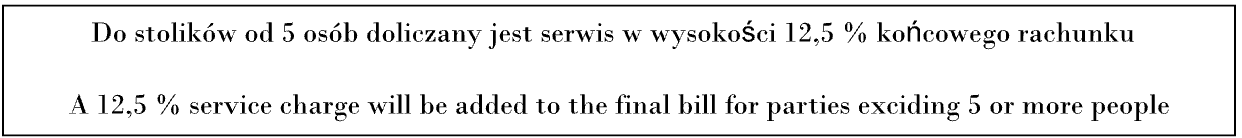 Do stolików od 5 osób doliczany jest serwis w wysokości 12,5 % końcowego rachunku
A 12,5 % service charge will be added to the final bill for parties exciding 5 or more people